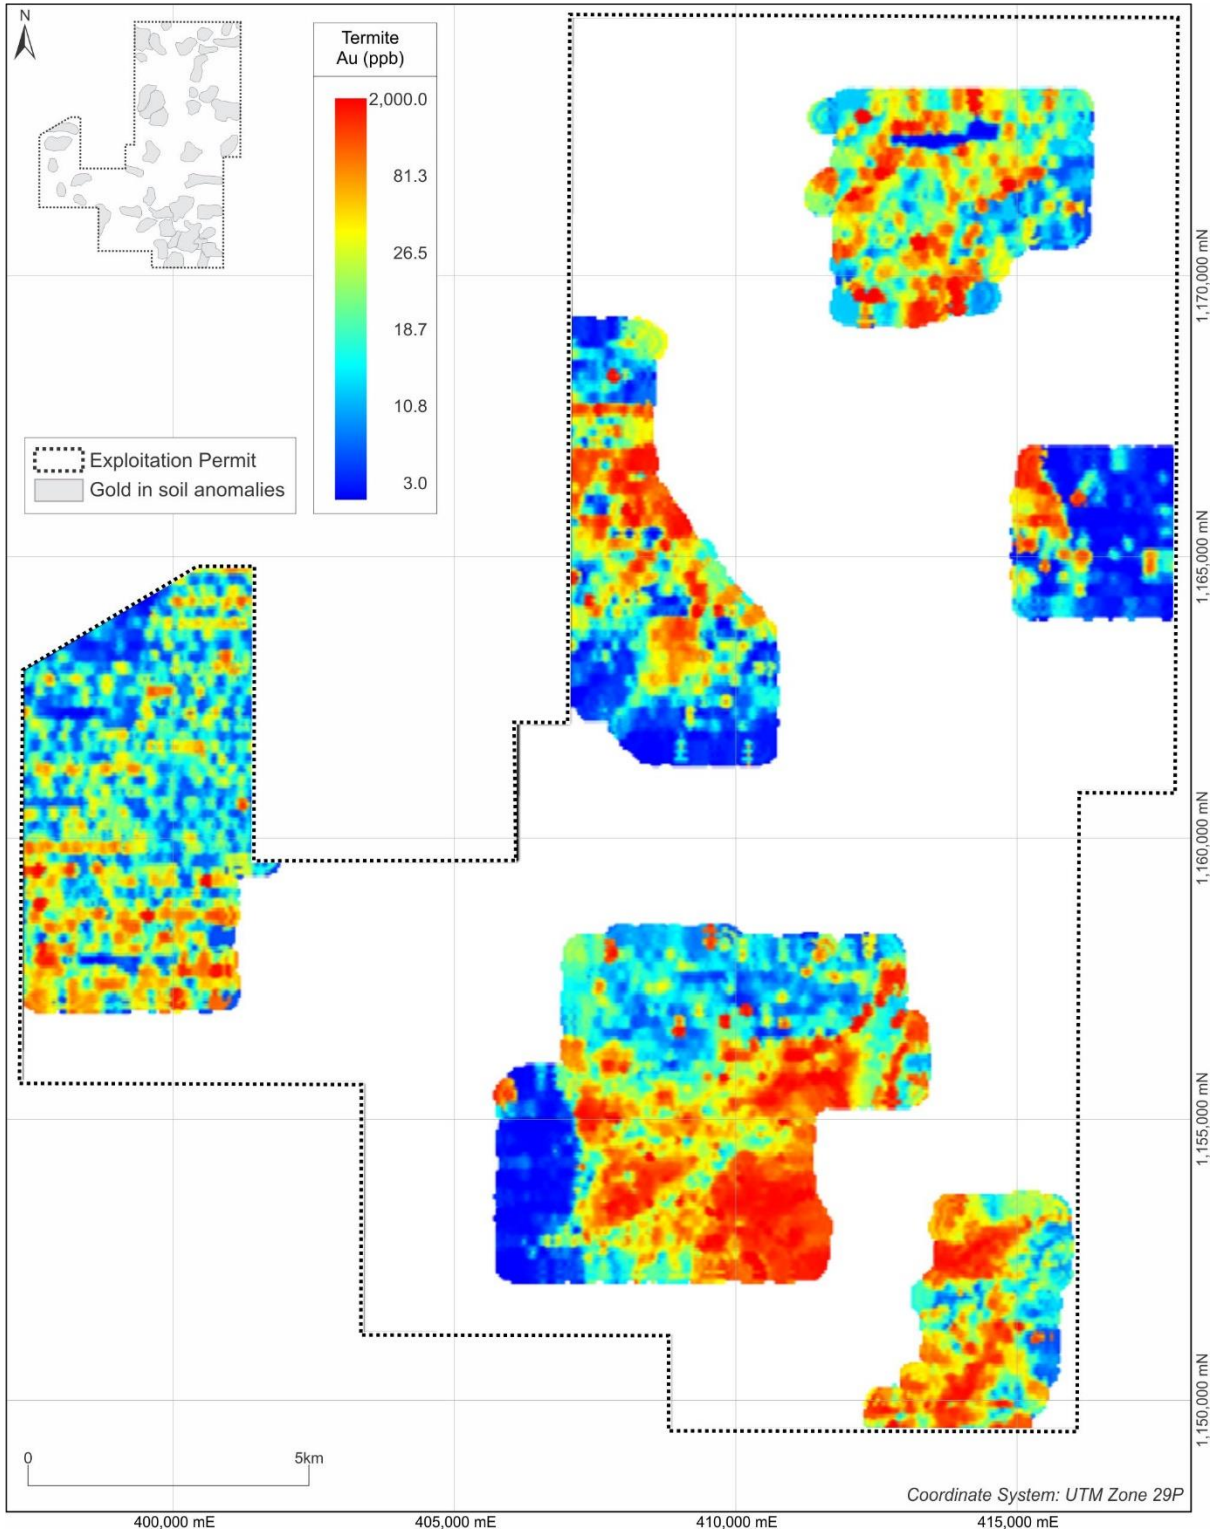 N
Termite
Au (ppb)
2,000.0
81.3
26.5
18.7
10.8
3.0
Exploitation Permit
Gold in soil anomalies
1,170,000 mN
1,165,000 mN
1,160,000 mN
1,155,000 mN
1,150,000 mN
0 5km
Coordinate System: UTM Zone 29P
400,000 mE 405,000 mE 410,000 mE 415,000 mE